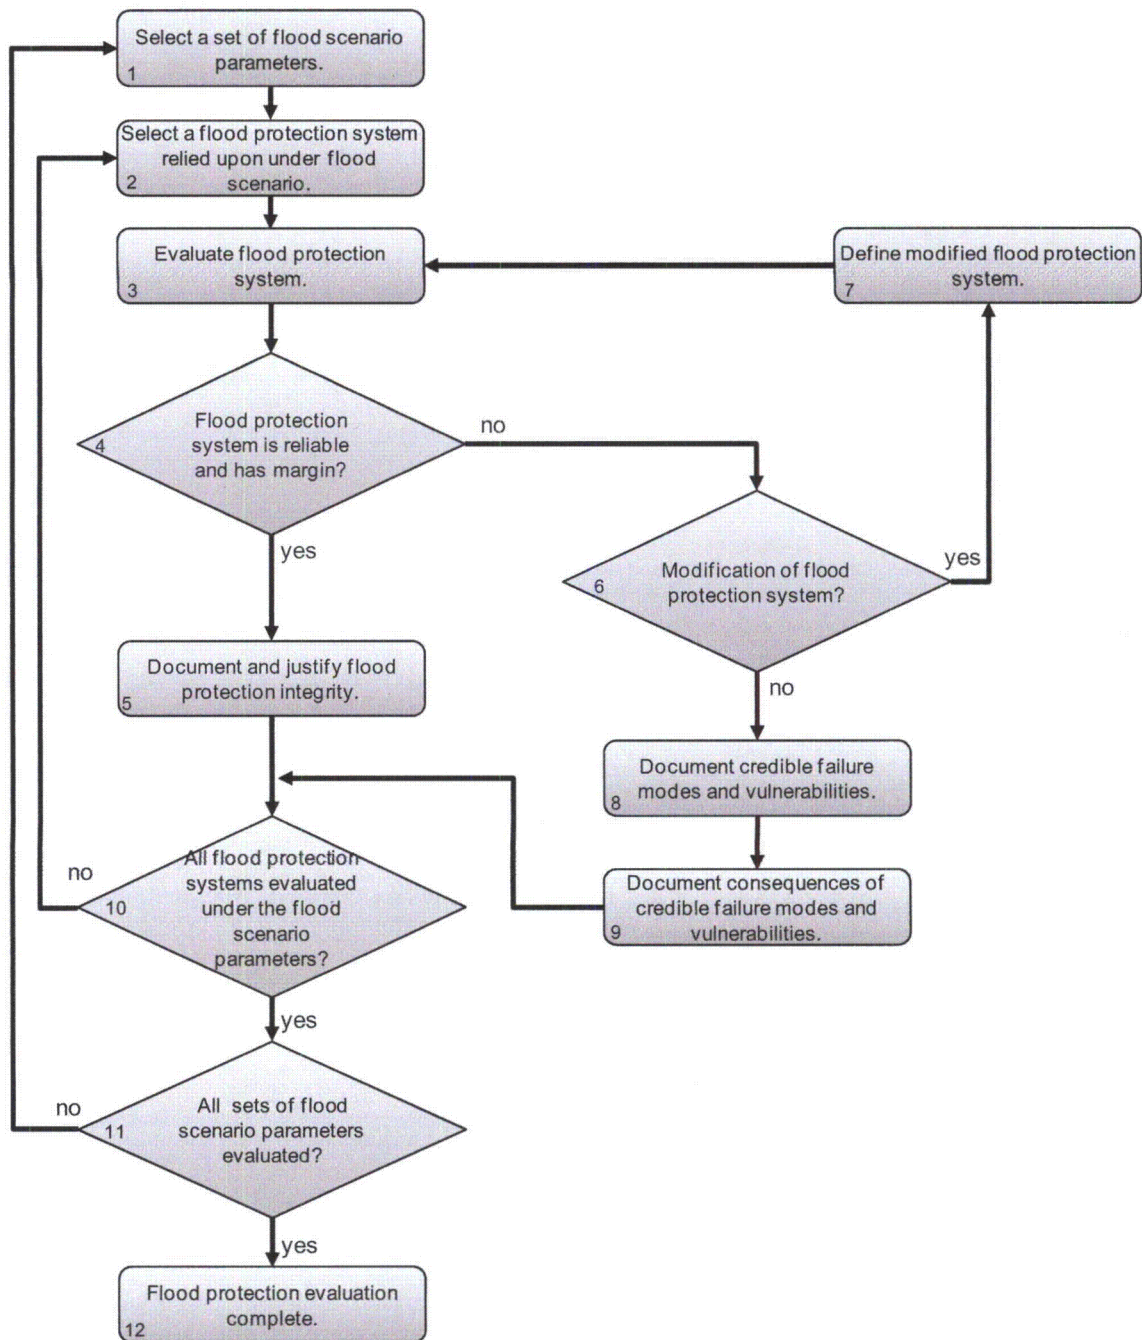 Select a set of flood scenario
parameters.
1
Select a flood protection system
relied upon under flood
scenario.
2
Evaluate flood protection
system.
3
Define modified flood protection
system.
7
Flood protection
system is reliable
and has margin?
4
no
yes
Modification of flood
protection system?
6
yes
no
Document and justify flood
protection integrity.
5
Document credible failure
modes and vulnerabilities.
8
Document consequences of
credible failure modes and
vulnerabilities.
9
All flood protection
systems evaluated
under the flood
scenario
parameters?
10
no
yes
All sets of flood
scenario parameters
evaluated?
11
no
yes
Flood protection evaluation
complete.
12